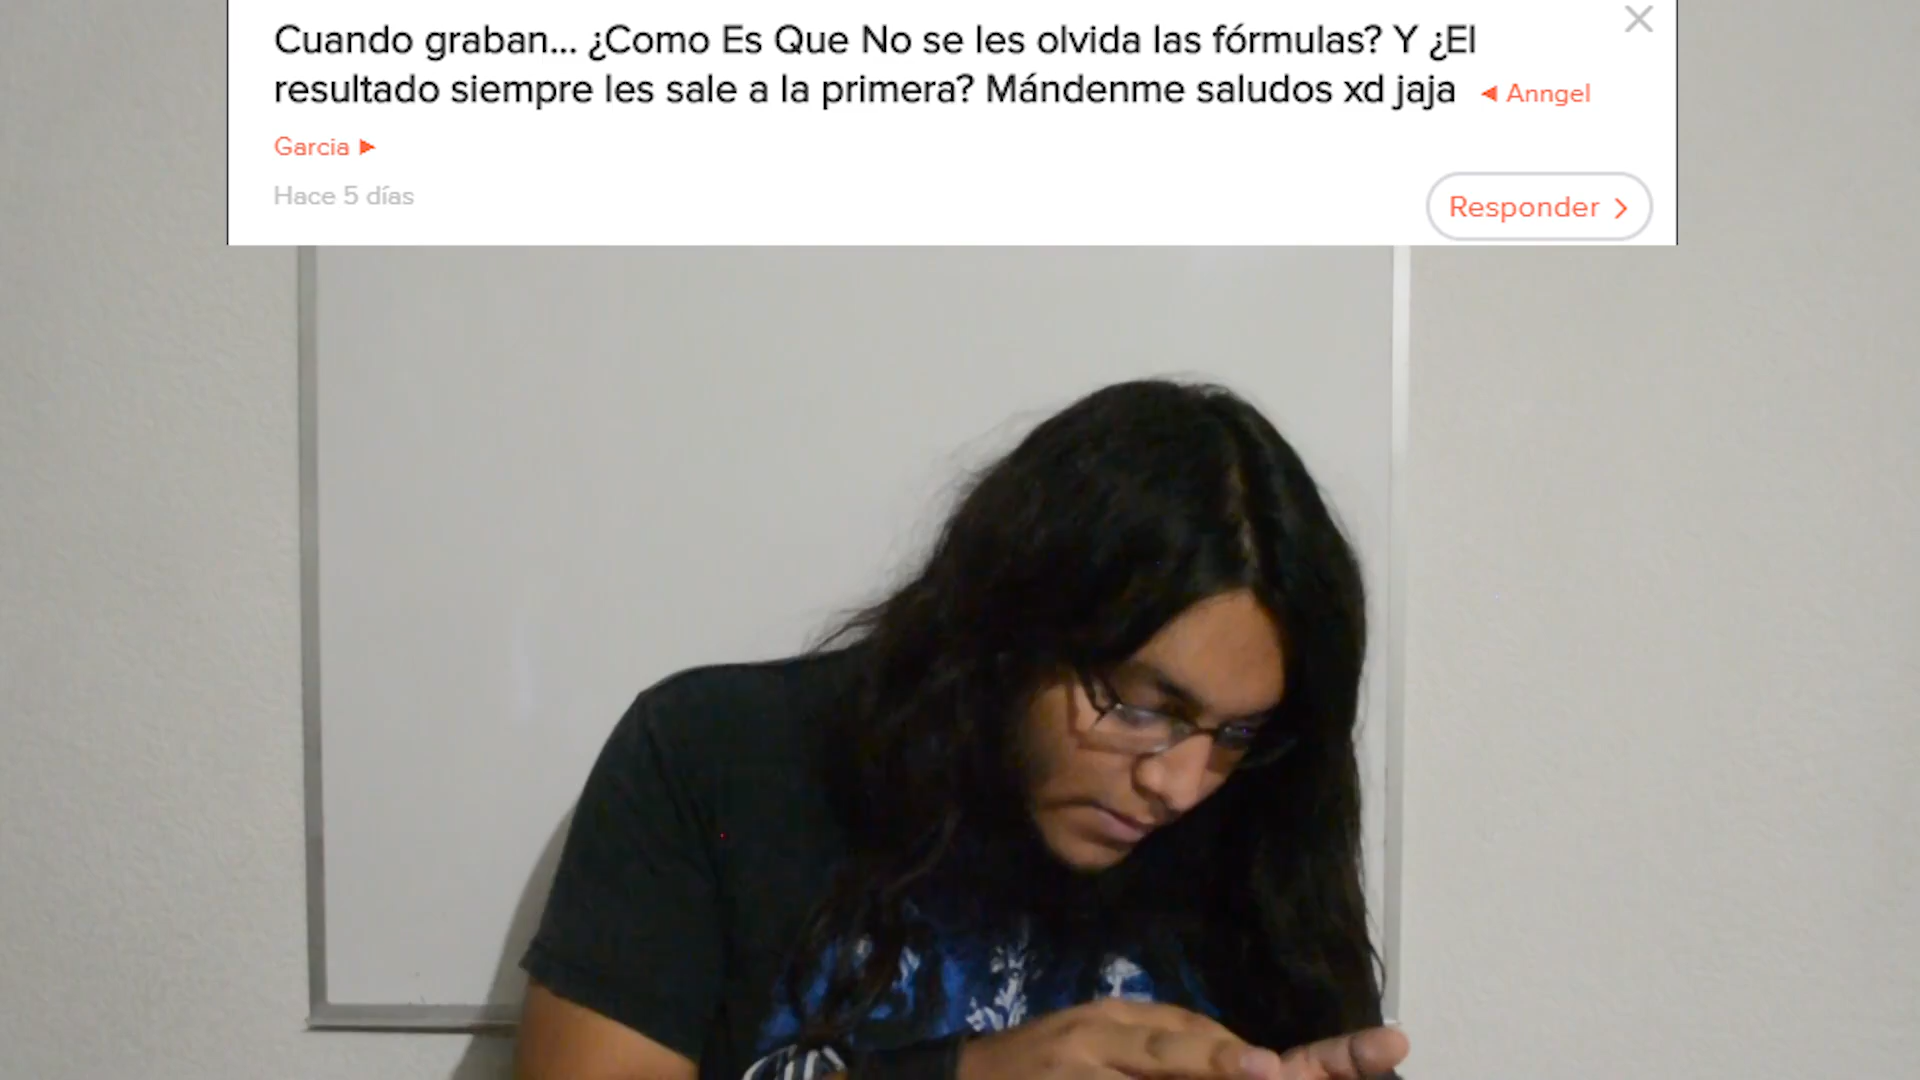 Cuando graban... ¿Como Es Que No se les olvida las fórmulas? Y ¿El
resultado siempre les sale a la primera? Mándenme saludos xd jaja ◄ Anngel
Garcia ►
Hace 5 días
Responder >